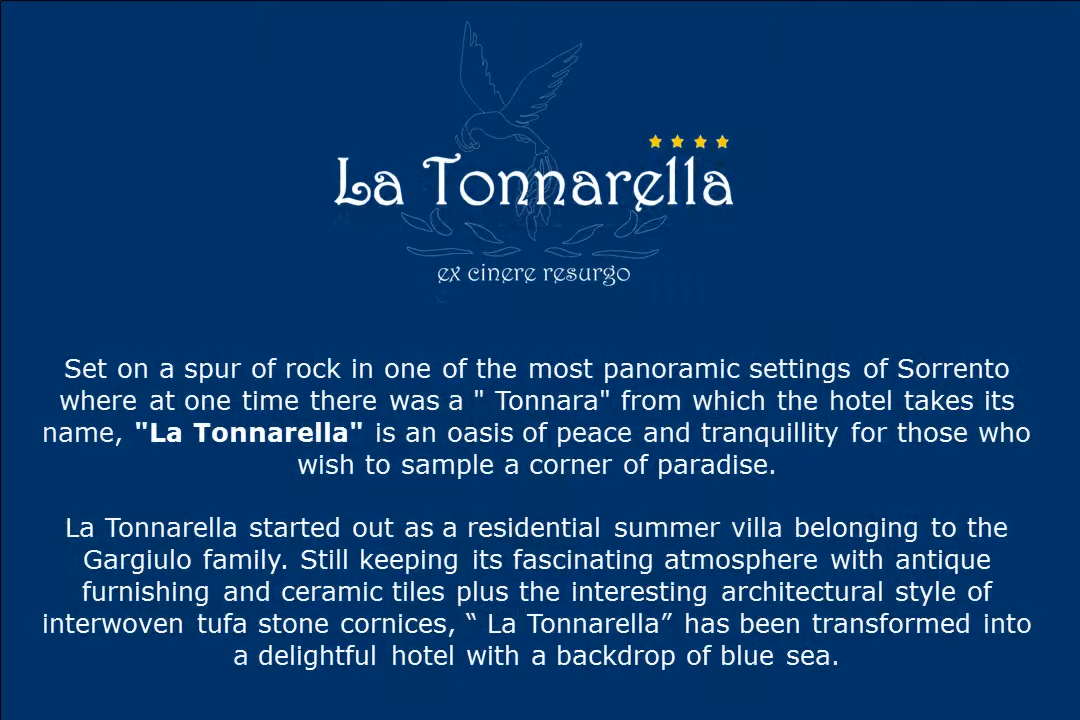 La Tonnarella
ex cinere resurgo
Set on a spur of rock in one of the most panoramic settings of Sorrento
where at one time there was a " Tonnara" from which the hotel takes its
name, "La Tonnarella" is an oasis of peace and tranquillity for those who
wish to sample a corner of paradise.
La Tonnarella started out as a residential summer villa belonging to the
Gargiulo family. Still keeping its fascinating atmosphere with antique
furnishing and ceramic tiles plus the interesting architectural style of
interwoven tufa stone cornices, “ La Tonnarella” has been transformed into
a delightful hotel with a backdrop of blue sea.